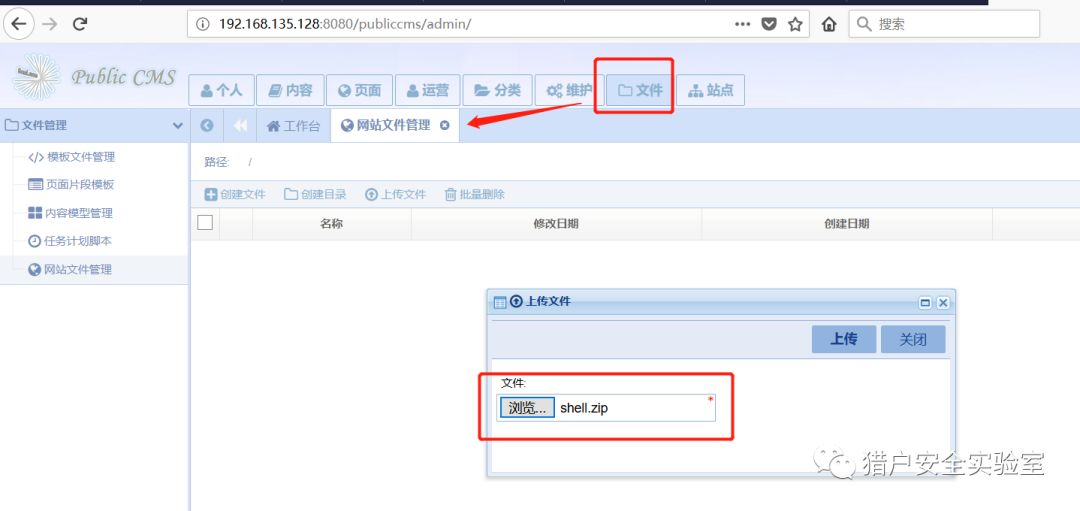 192.168.135.128:8080/publiccms/admin/
搜索
Public CMS
个人 内容 页面 运营 分类 维护 文件 站点
文件管理
工作台 网站文件管理
模板文件管理
页面片段模板
内容模型管理
任务计划脚本
网站文件管理
路径: /
创建文件 创建目录 上传文件 批量删除
名称 修改日期 创建日期
上传文件
上传 关闭
文件:
浏览... shell.zip *
猎户安全实验室